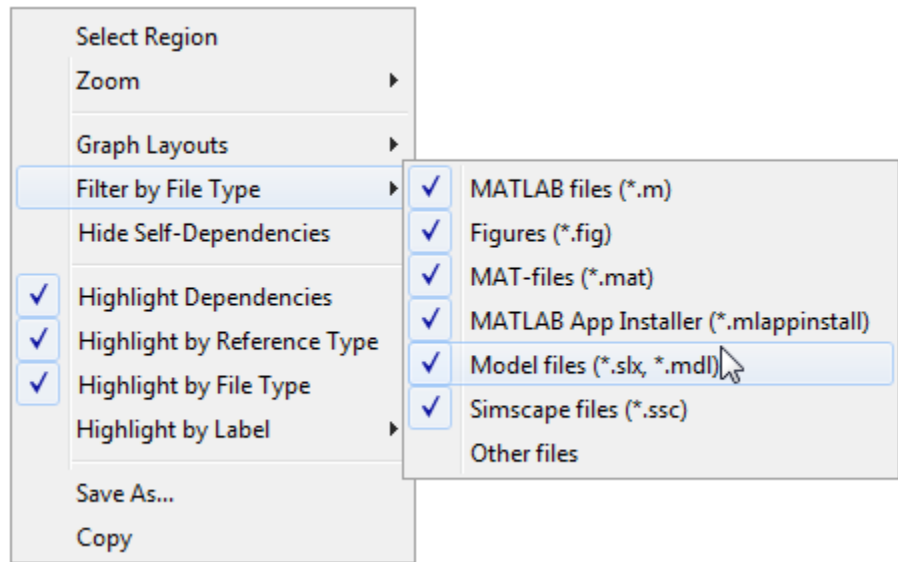 Select Region
Zoom
Graph Layouts
Filter by File Type
Hide Self-Dependencies
Highlight Dependencies
Highlight by Reference Type
Highlight by File Type
Highlight by Label
Save As...
Copy
MATLAB files (*.m)
Figures (*.fig)
MAT-files (*.mat)
MATLAB App Installer (*.mlappinstall)
Model files (*.slx, *.mdl)
Simscape files (*.ssc)
Other files